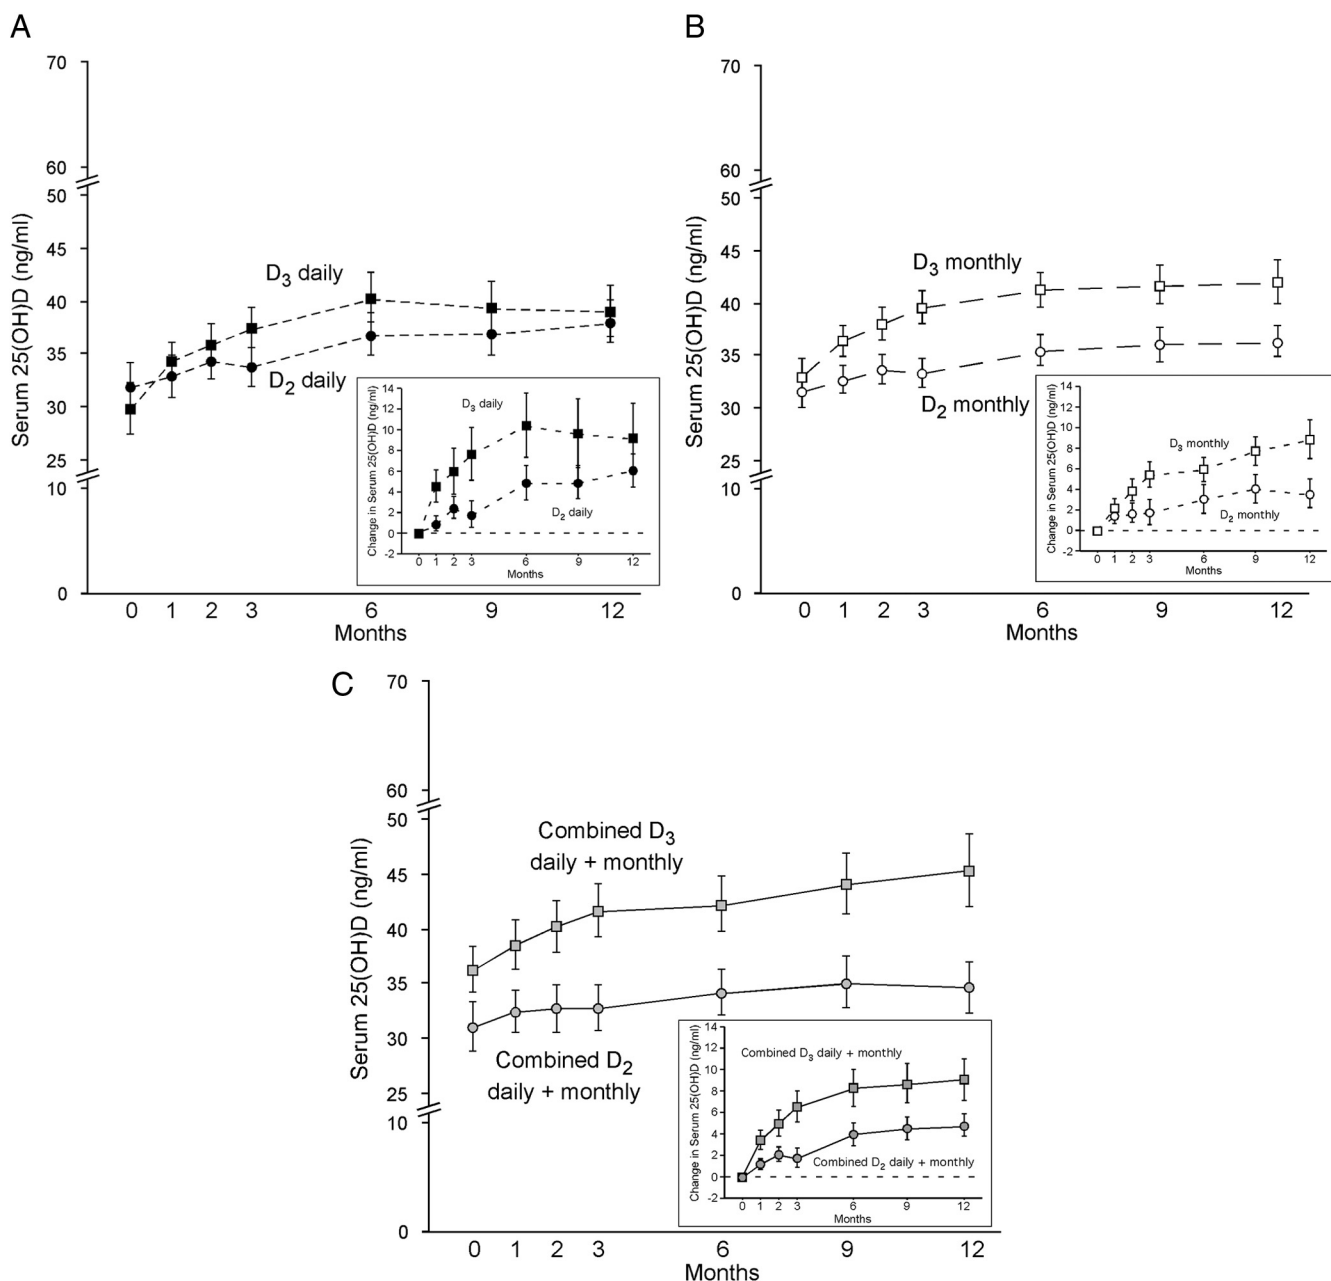 A
70
60
50
45
40
35
30
25
10
0
Serum 25(OH)D (ng/ml)
D3 daily
D2 daily
0 1 2 3 6 9 12
Months
14
12
10
8
6
4
2
0
-2
Change in Serum 25(OH)D (ng/ml)
D3 daily
D2 daily
0 1 2 3 6 9 12
Months
B
70
60
50
45
40
35
30
25
10
0
Serum 25(OH)D (ng/ml)
D3 monthly
D2 monthly
0 1 2 3 6 9 12
Months
14
12
10
8
6
4
2
0
-2
Change in Serum 25(OH)D (ng/ml)
D3 monthly
D2 monthly
0 1 2 3 6 9 12
Months
C
70
60
50
45
40
35
30
25
10
0
Serum 25(OH)D (ng/ml)
Combined D3
daily + monthly
Combined D2
daily + monthly
0 1 2 3 6 9 12
Months
14
12
10
8
6
4
2
0
-2
Change in Serum 25(OH)D (ng/ml)
Combined D3 daily + monthly
Combined D2 daily + monthly
0 1 2 3 6 9 12
Months